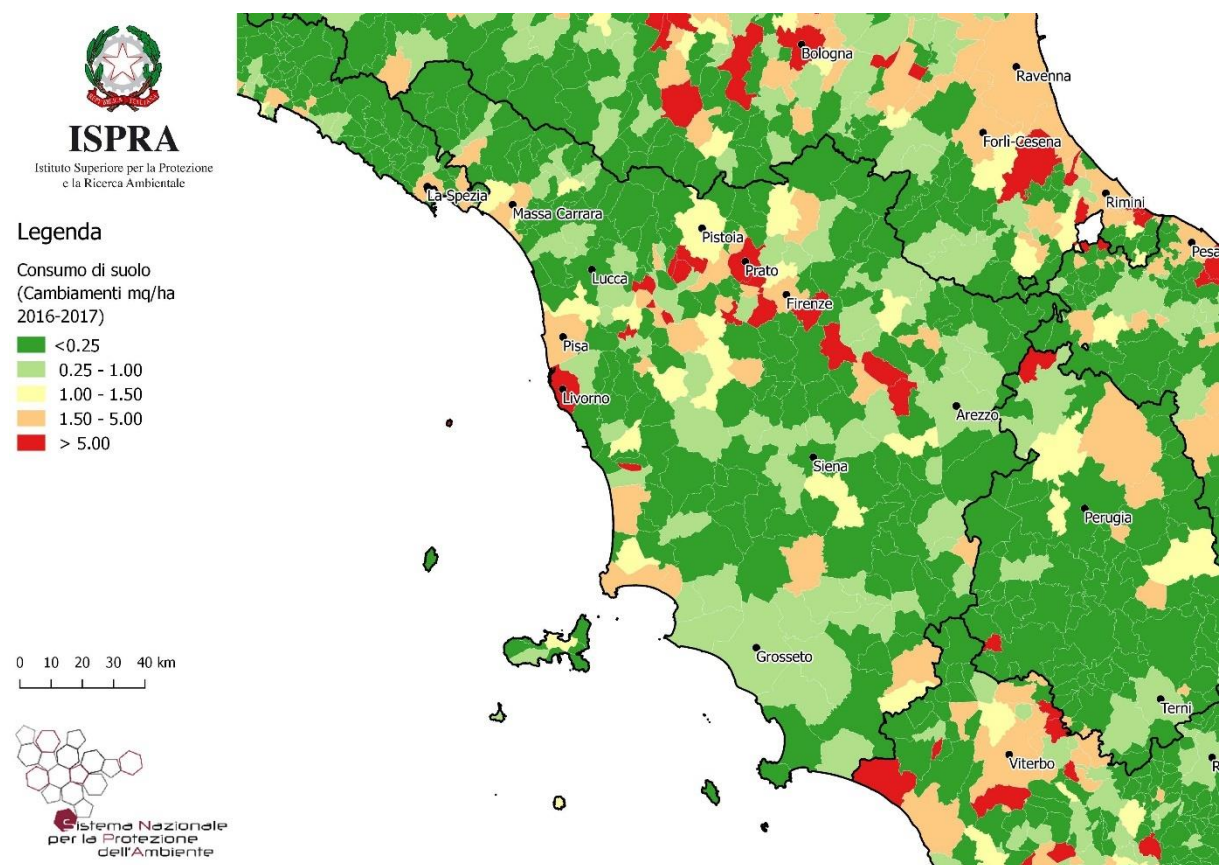 ISPRA
Istituto Superiore per la Protezione
e la Ricerca Ambientale
Legenda
Consumo di suolo
(Cambiamenti mq/ha
2016-2017)
<0.25
0.25 - 1.00
1.00 - 1.50
1.50 - 5.00
> 5.00
0 10 20 30 40 km
Sistema Nazionale
per la Protezione
dell'Ambiente
Bologna
Ravenna
Forlì-Cesena
La Spezia
Massa Carrara
Rimini
Pistoia
Pesa
Prato
Lucca
Firenze
Pisa
Livorno
Arezzo
Siena
Perugia
Grosseto
Terni
Viterbo
R